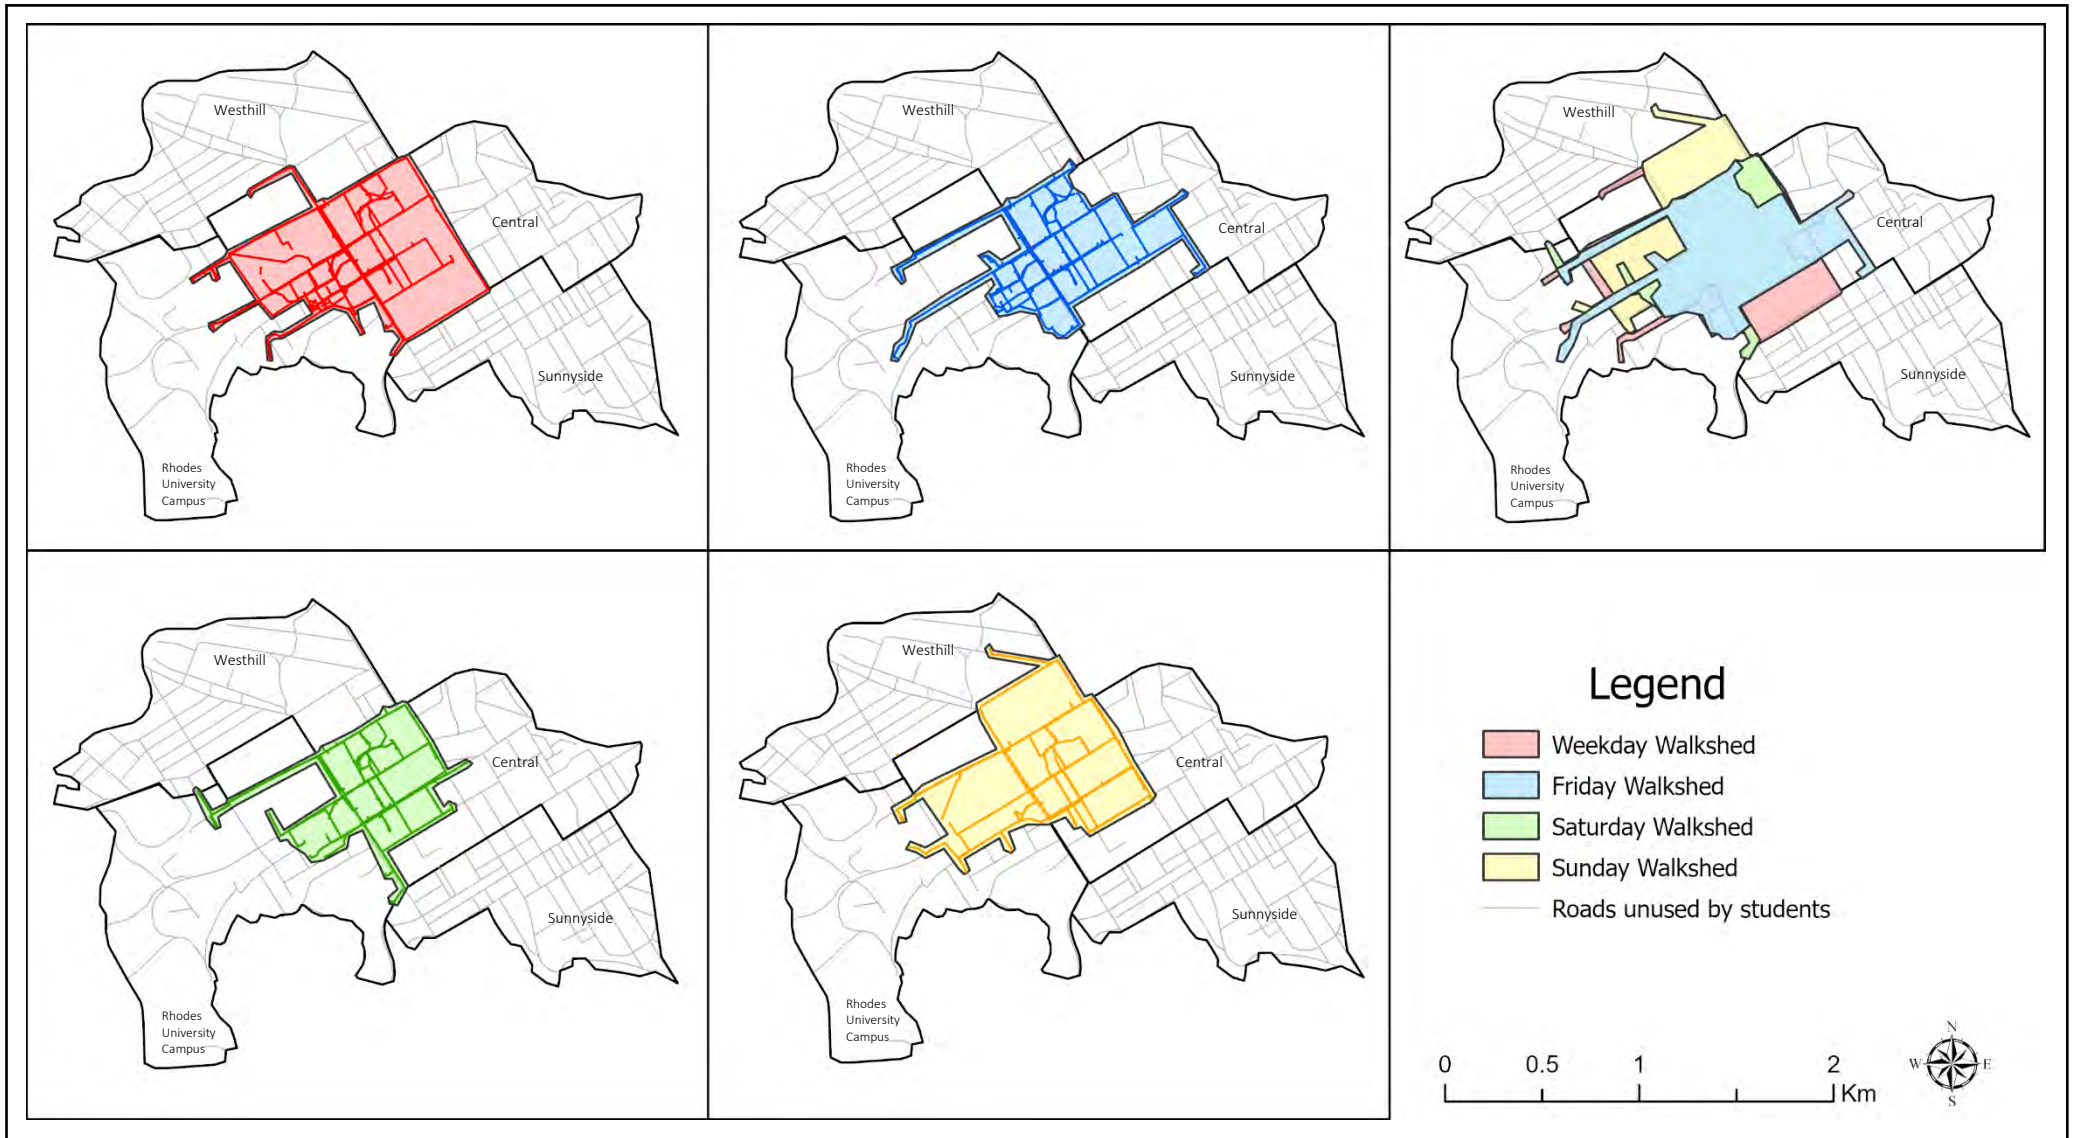 Westhill
Central
Sunnyside
Rhodes
University
Campus
Westhill
Central
Sunnyside
Rhodes
University
Campus
Westhill
Central
Sunnyside
Rhodes
University
Campus
Westhill
Central
Sunnyside
Rhodes
University
Campus
Westhill
Central
Sunnyside
Rhodes
University
Campus
Legend
Weekday Walkshed
Friday Walkshed
Saturday Walkshed
Sunday Walkshed
Roads unused by students
0 0.5 1 2
Km
N
W E
S